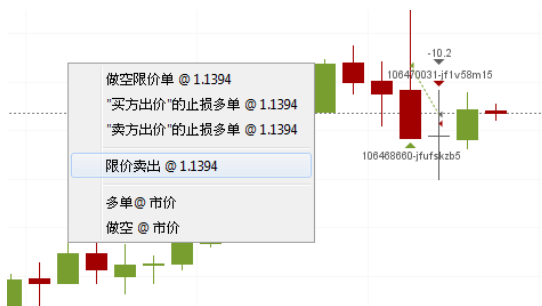 做空限价单 @ 1.1394
"买方出价"的止损多单 @ 1.1394
"卖方出价"的止损多单 @ 1.1394
限价卖出 @ 1.1394
多单@ 市价
做空 @ 市价
-10.2
106470031-jf1v58m15
106468660-jfufskzb5